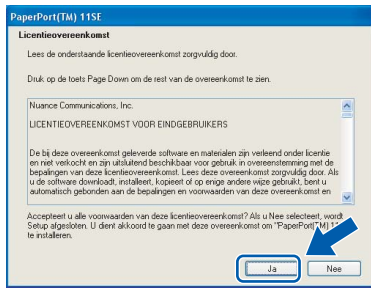 PaperPort(TM) 11SE
Licentieovereenkomst
Lees de onderstaande licentieovereenkomst zorgvuldig door.
Druk op de toets Page Down om de rest van de overeenkomst te zien.
Nuance Communications, Inc.
LICENTIEOVEREENKOMST VOOR EINDGEBRUIKERS
De bij deze overeenkomst geleverde software en materialen zijn verleend onder licentie
en niet verkocht en zijn uitsluitend beschikbaar voor gebruik in overeenstemming met de
bepalingen van deze licentieovereenkomst. Lees deze overeenkomst zorgvuldig door. Als
u de software downloadt, installeert, kopieert of op enige andere wijze gebruikt, bent u
automatisch gebonden aan de bepalingen en voorwaarden van deze overeenkomst en
Accepteert u alle voorwaarden van deze licentieovereenkomst? Als u Nee selecteert, wordt
Setup afgesloten. U dient akkoord te gaan met deze overeenkomst om "PaperPort(TM) 11
te installeren.
Ja
Nee